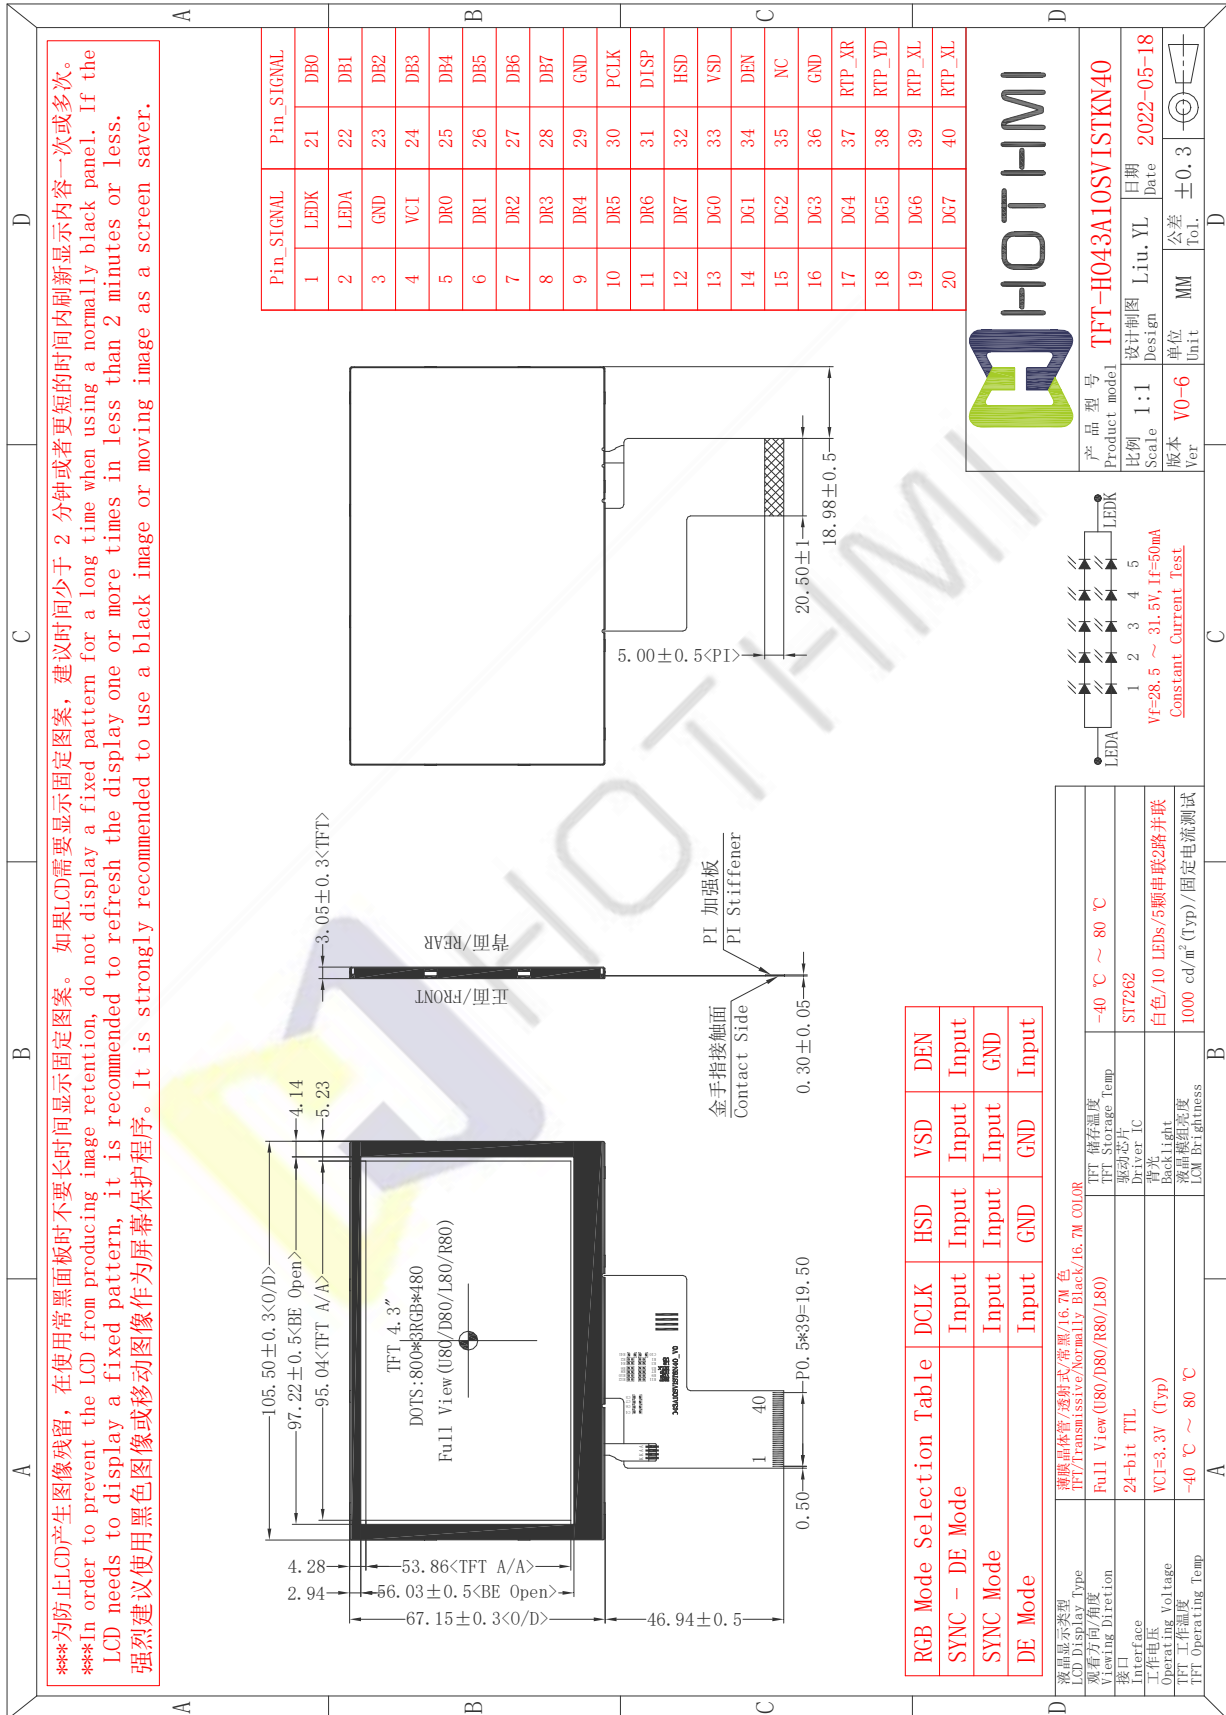 ***为防止LCD产生图像残留，在使用常黑面板时不要长时间显示固定图案。 如果LCD需要显示固定图案，建议时间少于 2 分钟或者更短的时间内刷新显示内容一次或多次。
***In order to prevent the LCD from producing image retention, do not display a fixed pattern for a long time when using a normally black panel. If the
LCD needs to display a fixed pattern, it is recommended to refresh the display one or more times in less than 2 minutes or less.
强烈建议使用黑色图像或移动图像作为屏幕保护程序。It is strongly recommended to use a black image or moving image as a screen saver.
A
B
C
D
A
B
C
D
105.50±0.3<O/D>
97.22±0.5<BE Open>
95.04<TFT A/A>
4.14
5.23
TFT 4.3″
DOTS:800*3RGB*480
Full View(U80/D80/L80/R80)
4.28
53.86<TFT A/A>
2.94
56.03±0.5<BE Open>
67.15±0.3<O/D>
46.94±0.5
1
40
0.50
P0.5*39=19.50
3.05±0.3<TFT>
正面/FRONT
背面/REAR
PI 加强板
PI Stiffener
金手指接触面
Contact Side
0.30±0.05
5.00±0.5<PI>
20.50±1
18.98±0.5
Pin_SIGNAL Pin_SIGNAL
1 LEDK 21 DB0
2 LEDA 22 DB1
3 GND 23 DB2
4 VCI 24 DB3
5 DR0 25 DB4
6 DR1 26 DB5
7 DR2 27 DB6
8 DR3 28 DB7
9 DR4 29 GND
10 DR5 30 PCLK
11 DR6 31 DISP
12 DR7 32 HSD
13 DG0 33 VSD
14 DG1 34 DEN
15 DG2 35 NC
16 DG3 36 GND
17 DG4 37 RTP_XR
18 DG5 38 RTP_YD
19 DG6 39 RTP_XL
20 DG7 40 RTP_XL
RGB Mode Selection Table DCLK HSD VSD DEN
SYNC - DE Mode Input Input Input Input
SYNC Mode Input Input Input GND
DE Mode Input GND GND Input
液晶显示类型
LCD Display Type
薄膜晶体管/透射式/常黑/16.7M 色
TFT/Transmissive/Normally Black/16.7M COLOR
观看方向/角度
Viewing Diretion
Full View(U80/D80/R80/L80)
TFT 储存温度
TFT Storage Temp
-40 ℃ ～ 80 ℃
接口
Interface
24-bit TTL
驱动芯片
Driver IC
ST7262
工作电压
Operating Voltage
VCI=3.3V (Typ)
背光
Backlight
白色/10 LEDs/5颗串联2路并联
TFT 工作温度
TFT Operating Temp
-40 ℃ ～ 80 ℃
液晶模组亮度
LCM Brightness
1000 cd/m²(Typ)/固定电流测试
LEDA
LEDK
1 2 3 4 5
Vf=28.5 ～ 31.5V, If=50mA
Constant Current Test
HOTHMI
产 品 型 号
Product model
TFT-H043A10SVISTKN40
比例
Scale
1:1
设计制图
Design
Liu.YL
日期
Date
2022-05-18
版本
Ver
V0-6
单位
Unit
MM
公差
Tol.
±0.3
HOTHMI
A
B
C
D
A
B
C
D